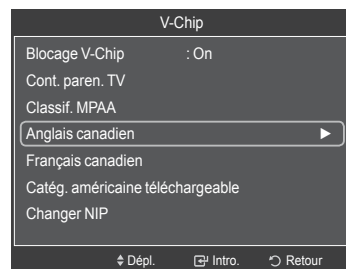 V-Chip
Blocage V-Chip : On
Cont. paren. TV
Classif. MPAA
Anglais canadien
Français canadien
Catég. américaine téléchargeable
Changer NIP
Dépl. Intro. Retour